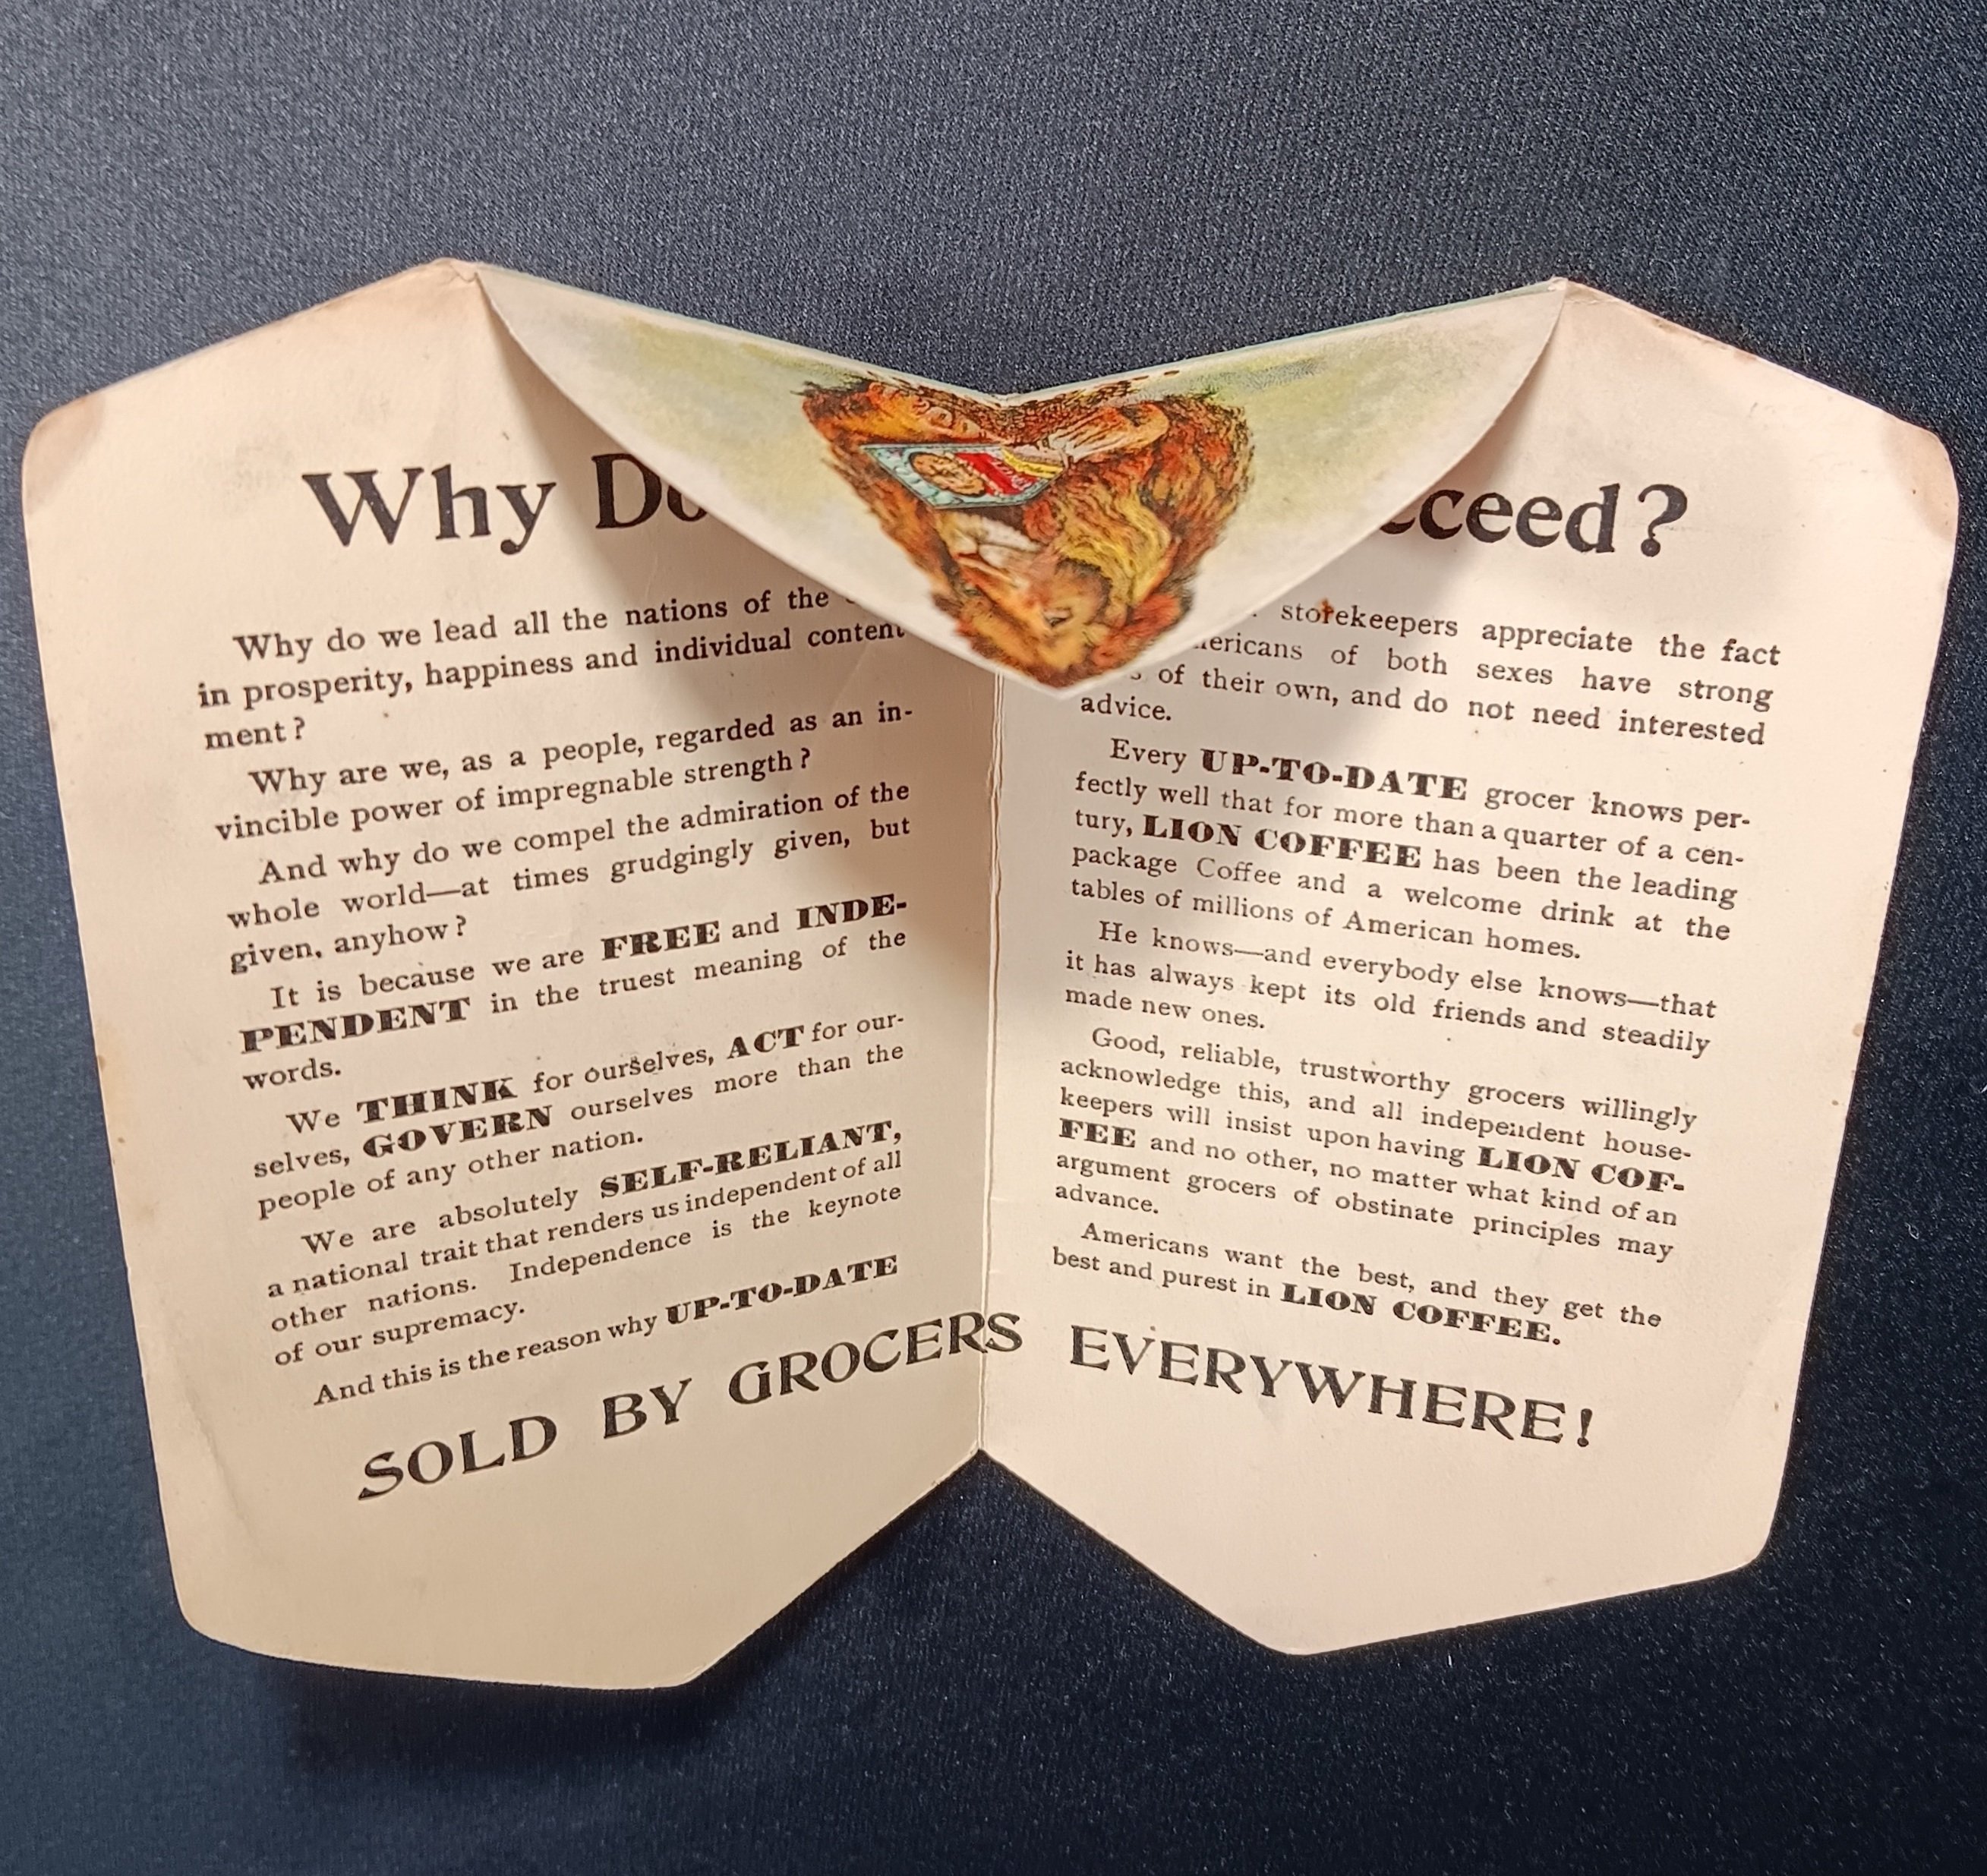 Why Do
cceed?
Why do we lead all the nations of the
in prosperity, happiness and individual content
ment?
Why are we, as a people, regarded as an in-
vincible power of impregnable strength?
And why do we compel the admiration of the
whole world—at times grudgingly given, but
given, anyhow?
It is because we are FREE and INDE-
PENDENT in the truest meaning of the
words.
We THINK for ourselves, ACT for our-
selves, GOVERN ourselves more than the
people of any other nation.
We are absolutely SELF-RELIANT,
a national trait that renders us independent of all
other nations. Independence is the keynote
of our supremacy.
And this is the reason why UP-TO-DATE
storekeepers appreciate the fact
ericans of both sexes have strong
of their own, and do not need interested
advice.
Every UP-TO-DATE grocer knows per-
fectly well that for more than a quarter of a cen-
tury, LION COFFEE has been the leading
package Coffee and a welcome drink at the
tables of millions of American homes.
He knows—and everybody else knows—that
it has always kept its old friends and steadily
made new ones.
Good, reliable, trustworthy grocers willingly
acknowledge this, and all independent house-
keepers will insist upon having LION COF-
FEE and no other, no matter what kind of an
argument grocers of obstinate principles may
advance.
Americans want the best, and they get the
best and purest in LION COFFEE.
SOLD BY GROCERS EVERYWHERE!